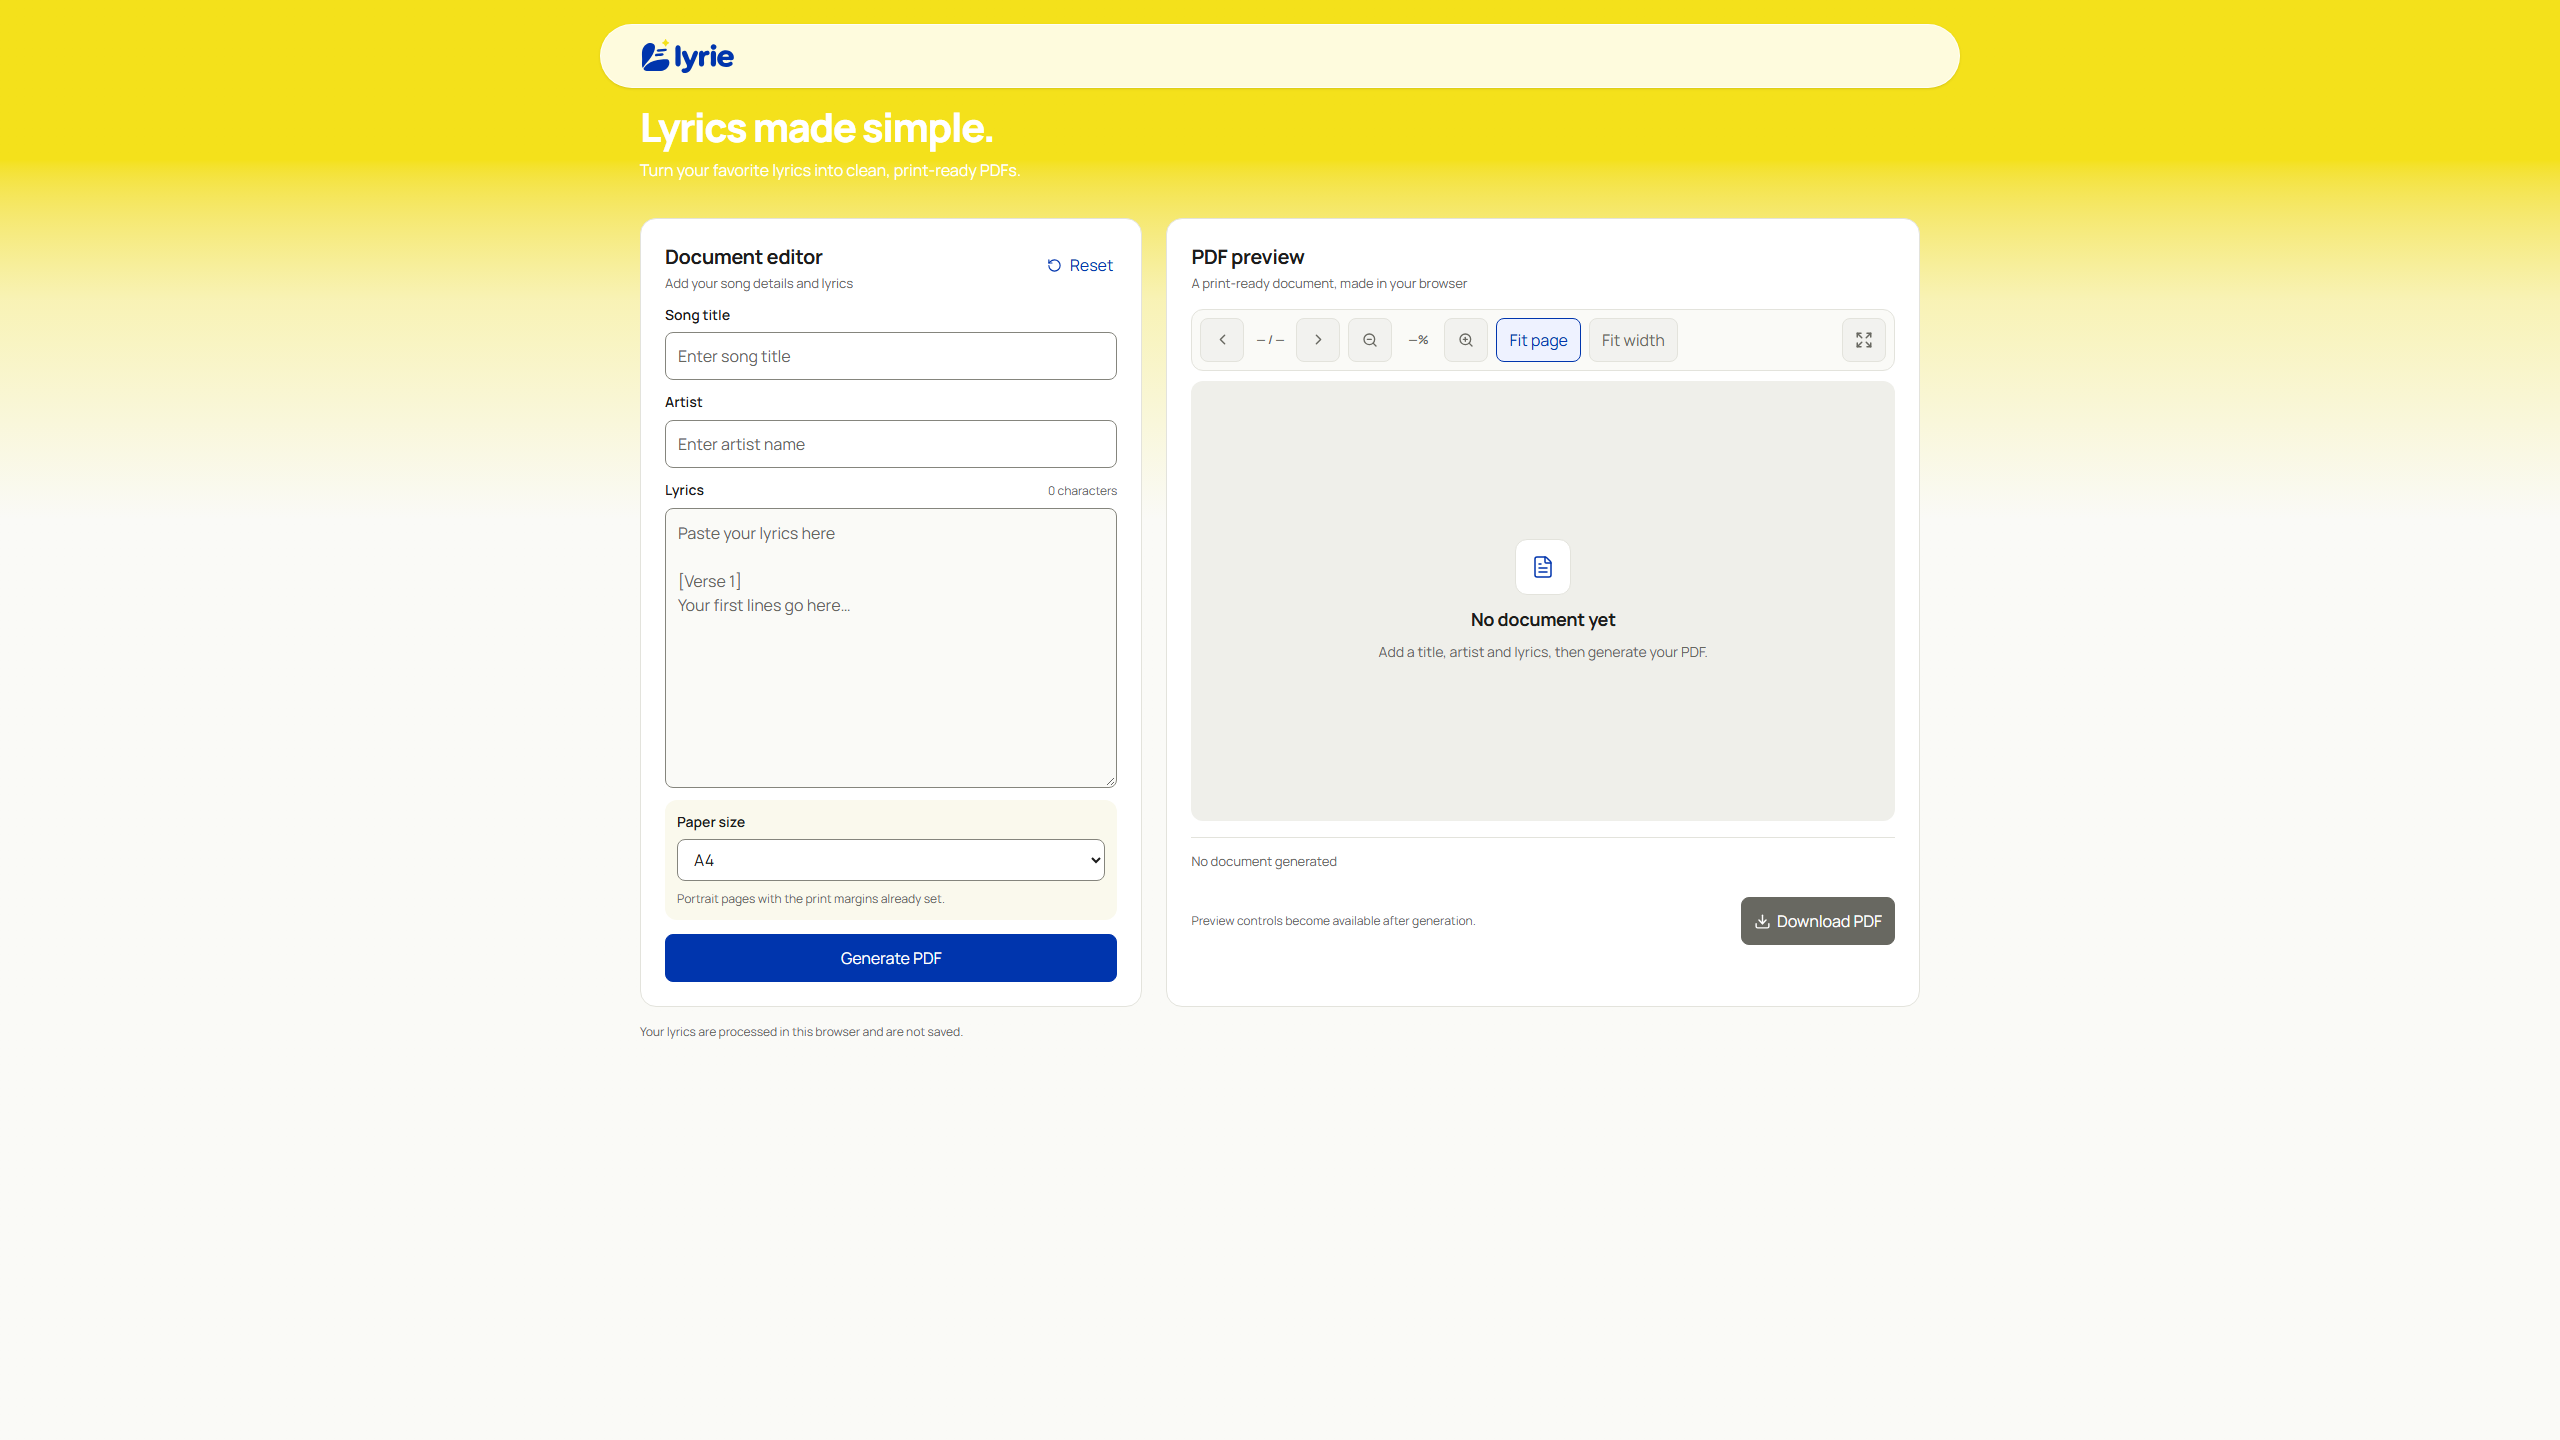 lyrie
Lyrics made simple.
Turn your favorite lyrics into clean, print-ready PDFs.
Document editor
Add your song details and lyrics
Reset
Song title
Enter song title
Artist
Enter artist name
Lyrics
0 characters
Paste your lyrics here
[Verse 1]
Your first lines go here...
Paper size
A4
Portrait pages with the print margins already set.
Generate PDF
PDF preview
A print-ready document, made in your browser
– / –
–%
Fit page
Fit width
No document yet
Add a title, artist and lyrics, then generate your PDF.
No document generated
Preview controls become available after generation.
Download PDF
Your lyrics are processed in this browser and are not saved.